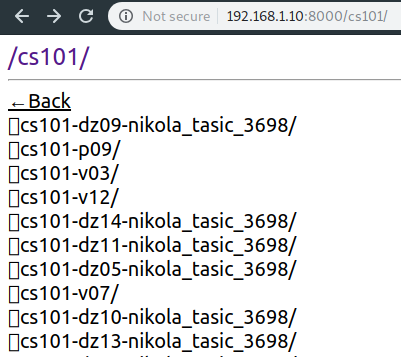 Not secure 192.168.1.10:8000/cs101/
/cs101/
←Back
cs101-dz09-nikola_tasic_3698/
cs101-p09/
cs101-v03/
cs101-v12/
cs101-dz14-nikola_tasic_3698/
cs101-dz11-nikola_tasic_3698/
cs101-dz05-nikola_tasic_3698/
cs101-v07/
cs101-dz10-nikola_tasic_3698/
cs101-dz13-nikola_tasic_3698/